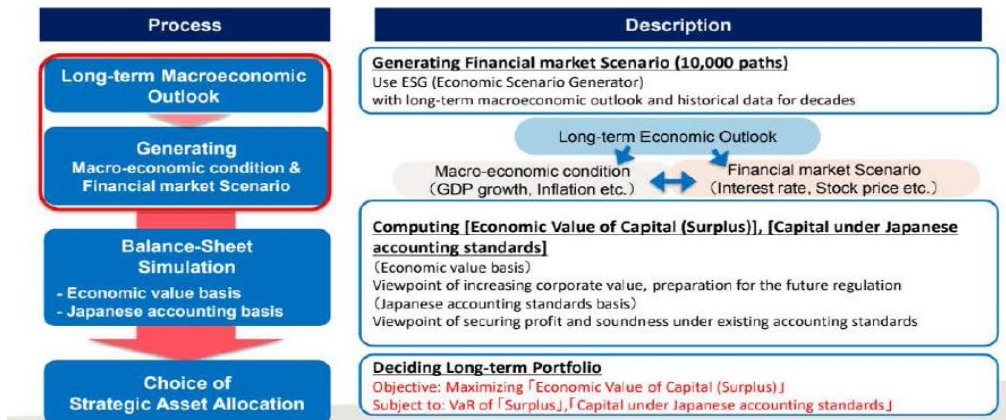 Process
Long-term Macroeconomic
Outlook
Generating
Macro-economic condition &
Financial market Scenario
Balance-Sheet
Simulation
- Economic value basis
- Japanese accounting basis
Choice of
Strategic Asset Allocation
Description
Generating Financial market Scenario (10,000 paths)
Use ESG (Economic Scenario Generator)
with long-term macroeconomic outlook and historical data for decades
Long-term Economic Outlook
Macro-economic condition
（GDP growth, Inflation etc.）
Financial market Scenario
（Interest rate, Stock price etc.）
Computing [Economic Value of Capital (Surplus)], [Capital under Japanese
accounting standards]
（Economic value basis）
Viewpoint of increasing corporate value, preparation for the future regulation
（Japanese accounting standards basis）
Viewpoint of securing profit and soundness under existing accounting standards
Deciding Long-term Portfolio
Objective: Maximizing「Economic Value of Capital (Surplus)」
Subject to: VaR of「Surplus」,「Capital under Japanese accounting standards」